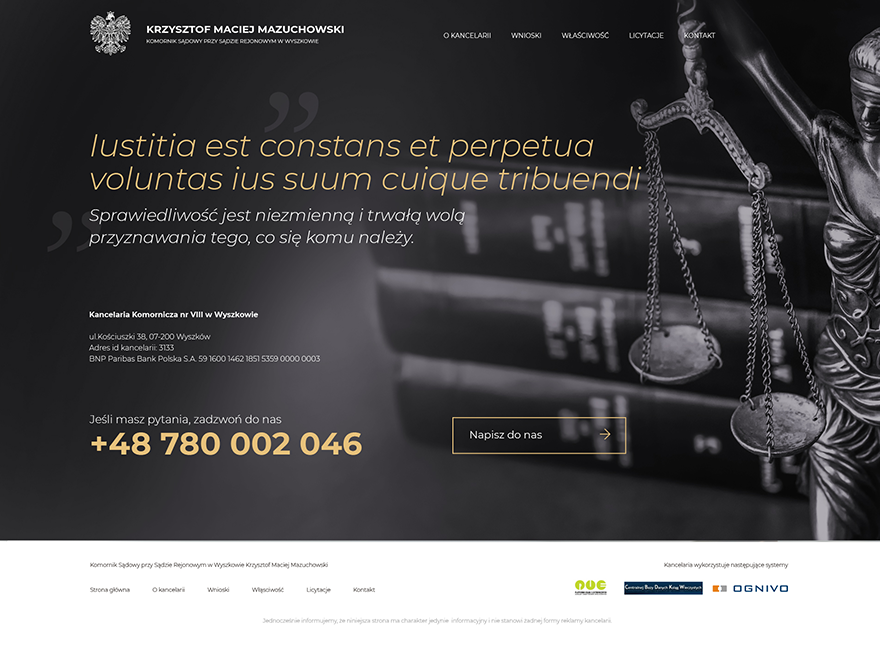 KRZYSZTOF MACIEJ MAZUCHOWSKI
KOMORNIK SĄDOWY PRZY SĄDZIE REJONOWYM W WYSZKOWIE
O KANCELARII WNIOSKI WŁAŚCIWOŚĆ LICYTACJE KONTAKT
Iustitia est constans et perpetua
voluntas ius suum cuique tribuendi
Sprawiedliwość jest niezmienną i trwałą wolą
przyznawania tego, co się komu należy.
Kancelaria Komornicza nr VIII w Wyszkowie
ul.Kościuszki 38, 07-200 Wyszków
Adres id kancelarii: 3133
BNP Paribas Bank Polska S.A. 59 1600 1462 1851 5359 0000 0003
Jeśli masz pytania, zadzwoń do nas
+48 780 002 046
Napisz do nas
Komornik Sądowy przy Sądzie Rejonowym w Wyszkowie Krzysztof Maciej Mazuchowski
Kancelaria wykorzystuje następujące systemy
Strona główna O kancelarii Wnioski Właściwość Licytacje Kontakt
Centralnej Bazy Danych Ksiąg Wieczystych
OGNIVO
Jednocześnie informujemy, że niniejsza strona ma charakter jedynie informacyjny i nie stanowi żadnej formy reklamy kancelarii.